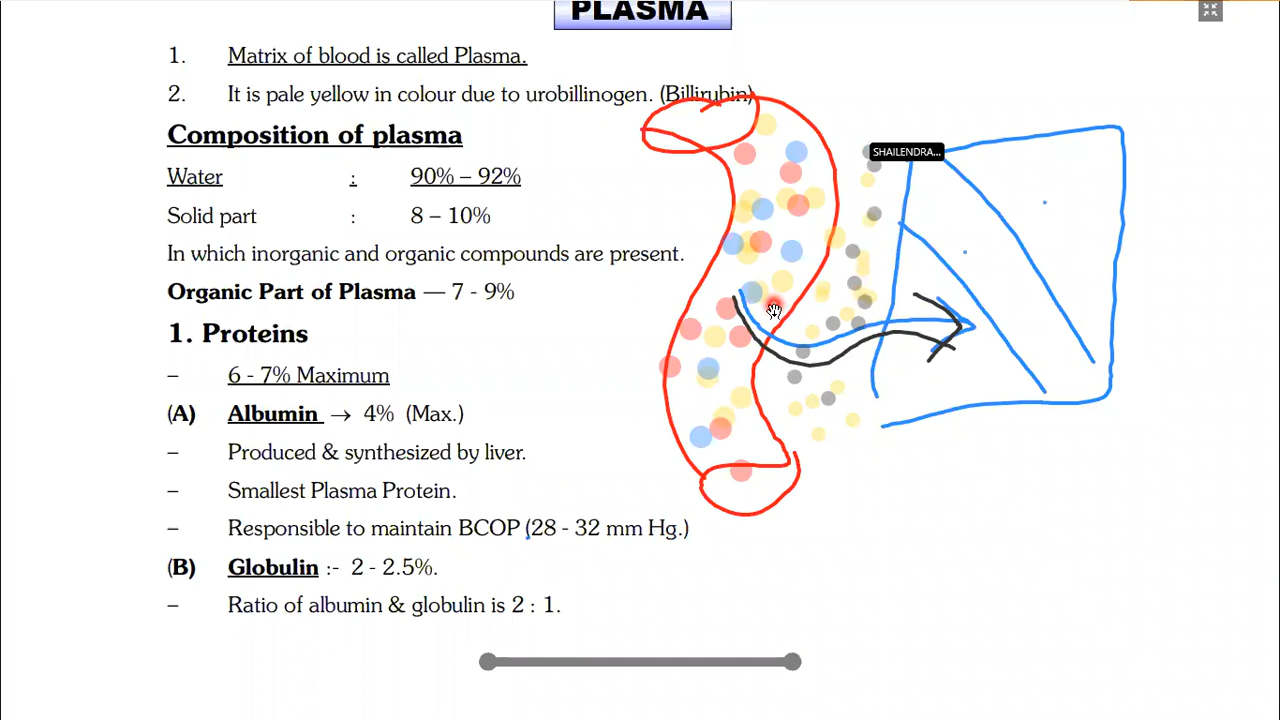 PLASMA
1. Matrix of blood is called Plasma.
2. It is pale yellow in colour due to urobillinogen. (Billirubin)
Composition of plasma
Water : 90% – 92%
Solid part : 8 – 10%
In which inorganic and organic compounds are present.
Organic Part of Plasma — 7 - 9%
1. Proteins
– 6 - 7% Maximum
(A) Albumin → 4% (Max.)
– Produced & synthesized by liver.
– Smallest Plasma Protein.
– Responsible to maintain BCOP (28 - 32 mm Hg.)
(B) Globulin :- 2 - 2.5%.
– Ratio of albumin & globulin is 2 : 1.
SHAILENDRA...